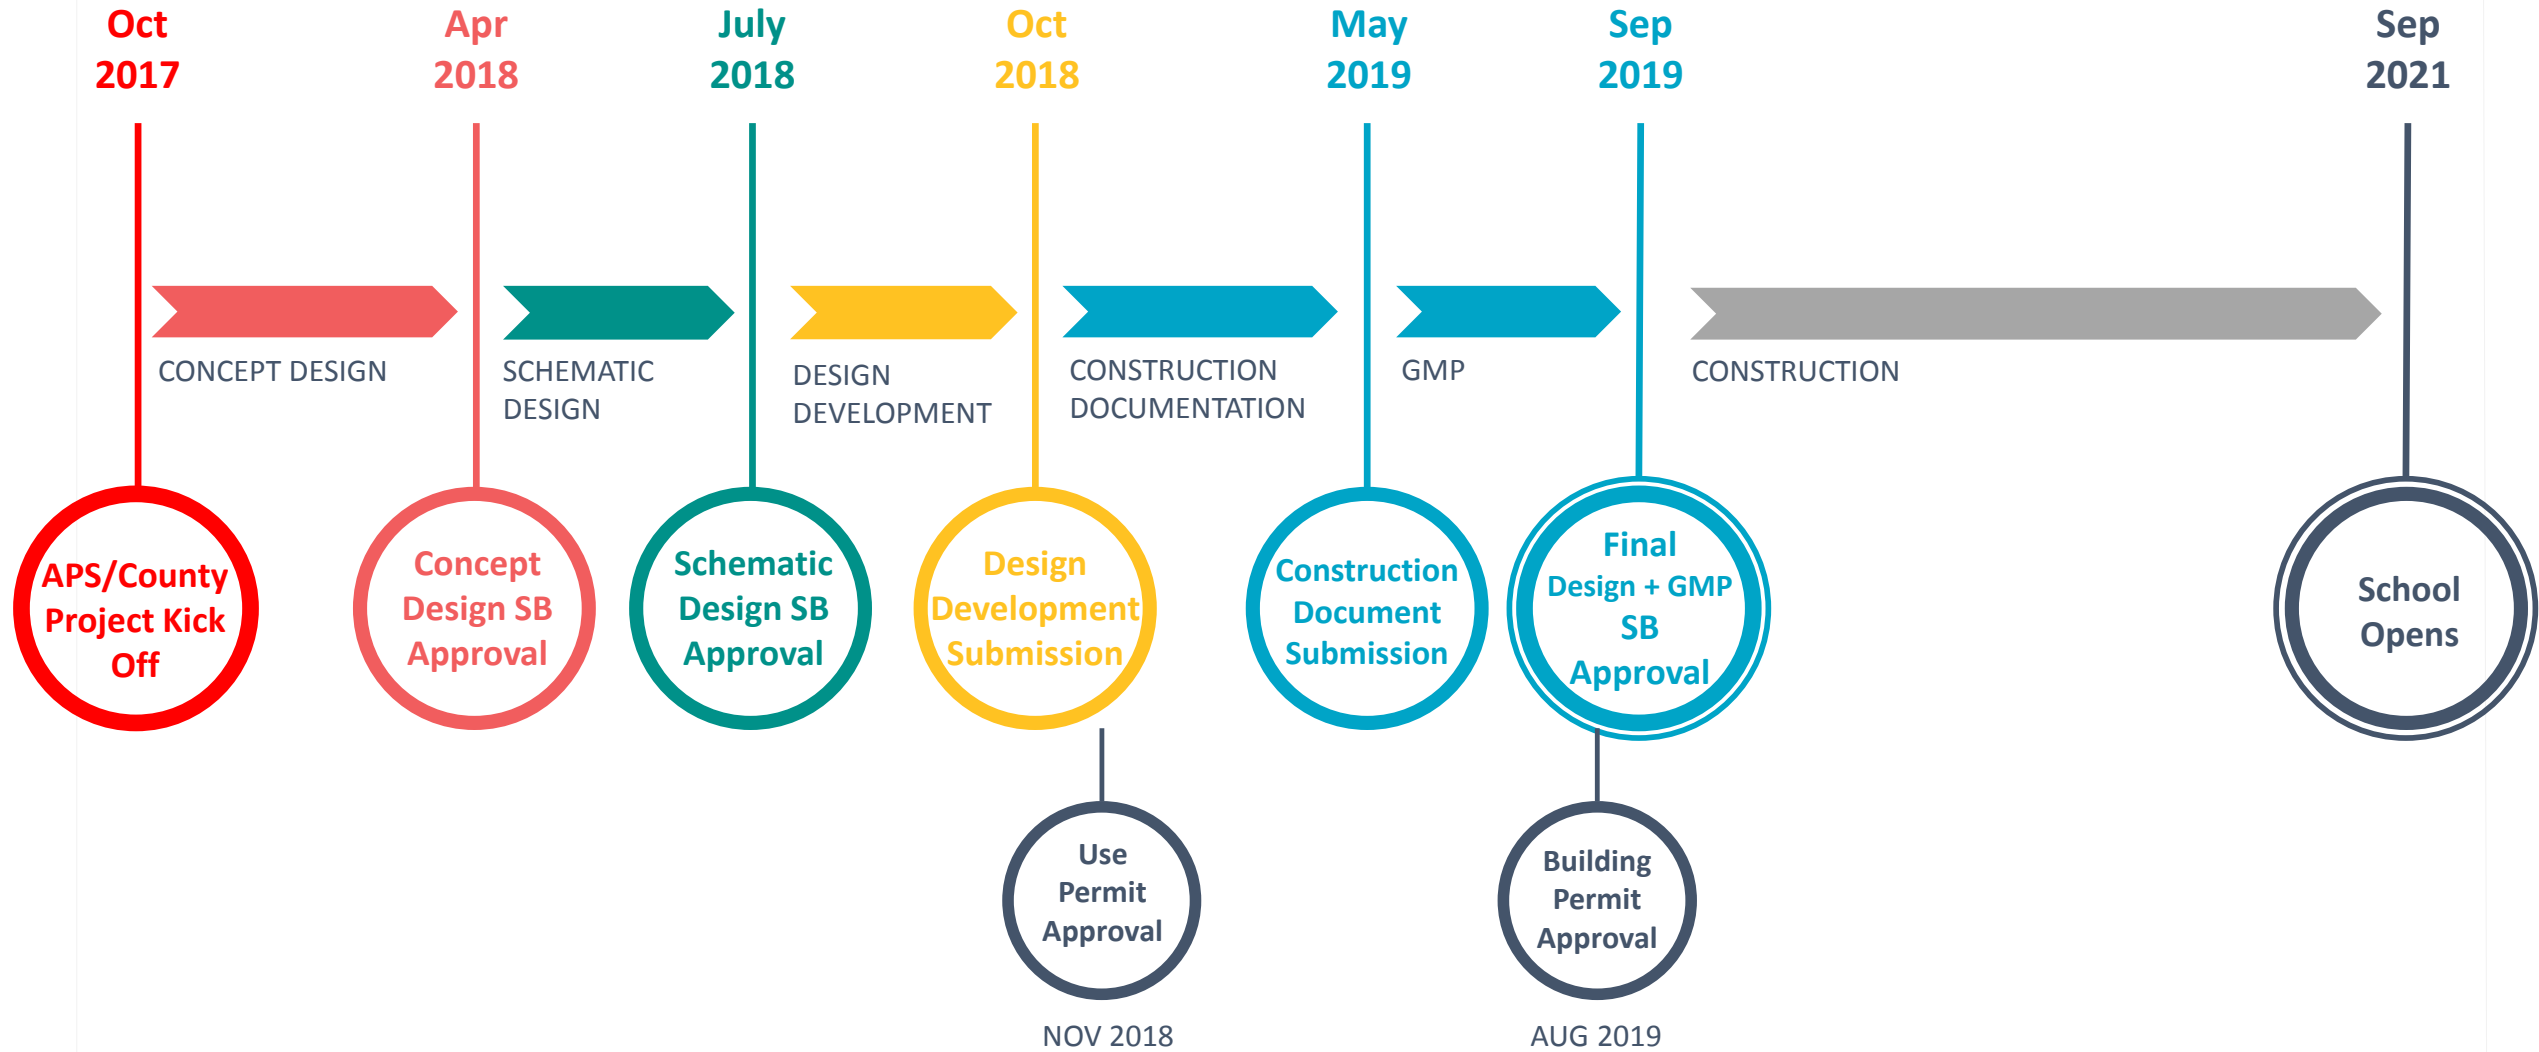 Oct
2017
Apr
2018
July
2018
Oct
2018
May
2019
Sep
2019
Sep
2021
CONCEPT DESIGN
SCHEMATIC
DESIGN
DESIGN
DEVELOPMENT
CONSTRUCTION
DOCUMENTATION
GMP
CONSTRUCTION
APS/County
Project Kick
Off
Concept
Design SB
Approval
Schematic
Design SB
Approval
Design
Development
Submission
Construction
Document
Submission
Final
Design + GMP
SB
Approval
School
Opens
Use
Permit
Approval
NOV 2018
Building
Permit
Approval
AUG 2019